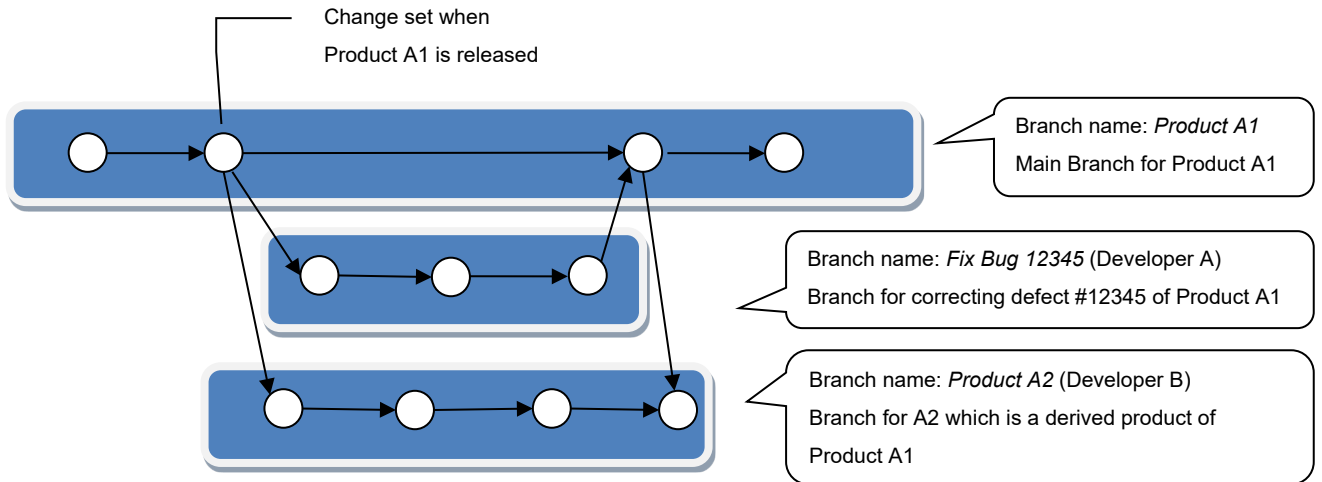 Change set when
Product A1 is released
Branch name: Product A1
Main Branch for Product A1
Branch name: Fix Bug 12345 (Developer A)
Branch for correcting defect #12345 of Product A1
Branch name: Product A2 (Developer B)
Branch for A2 which is a derived product of
Product A1